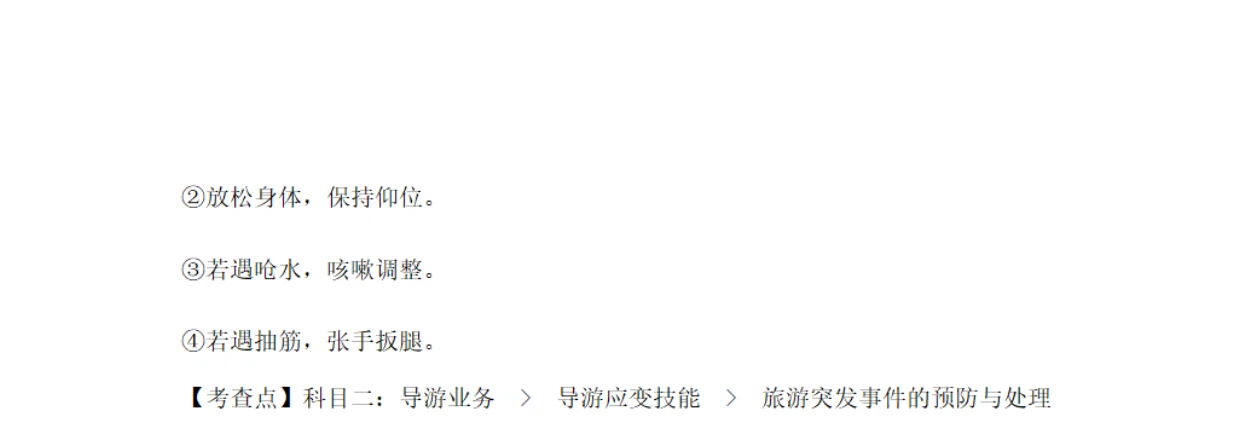 ②放松身体，保持仰位。
③若遇呛水，咳嗽调整。
④若遇抽筋，张手扳腿。
【考查点】科目二：导游业务 > 导游应变技能 > 旅游突发事件的预防与处理